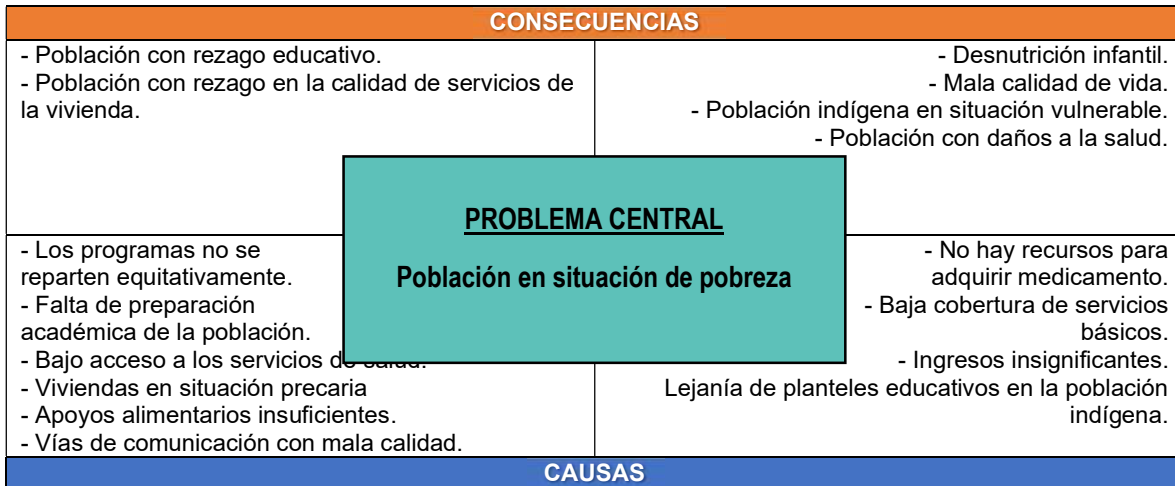 CONSECUENCIAS
- Población con rezago educativo.
- Población con rezago en la calidad de servicios de
la vivienda.
- Desnutrición infantil.
- Mala calidad de vida.
- Población indígena en situación vulnerable.
- Población con daños a la salud.
PROBLEMA CENTRAL
Población en situación de pobreza
- Los programas no se
reparten equitativamente.
- Falta de preparación
académica de la población.
- Bajo acceso a los servicios de salud.
- Viviendas en situación precaria
- Apoyos alimentarios insuficientes.
- Vías de comunicación con mala calidad.
- No hay recursos para
adquirir medicamento.
- Baja cobertura de servicios
básicos.
- Ingresos insignificantes.
Lejanía de planteles educativos en la población
indígena.
CAUSAS